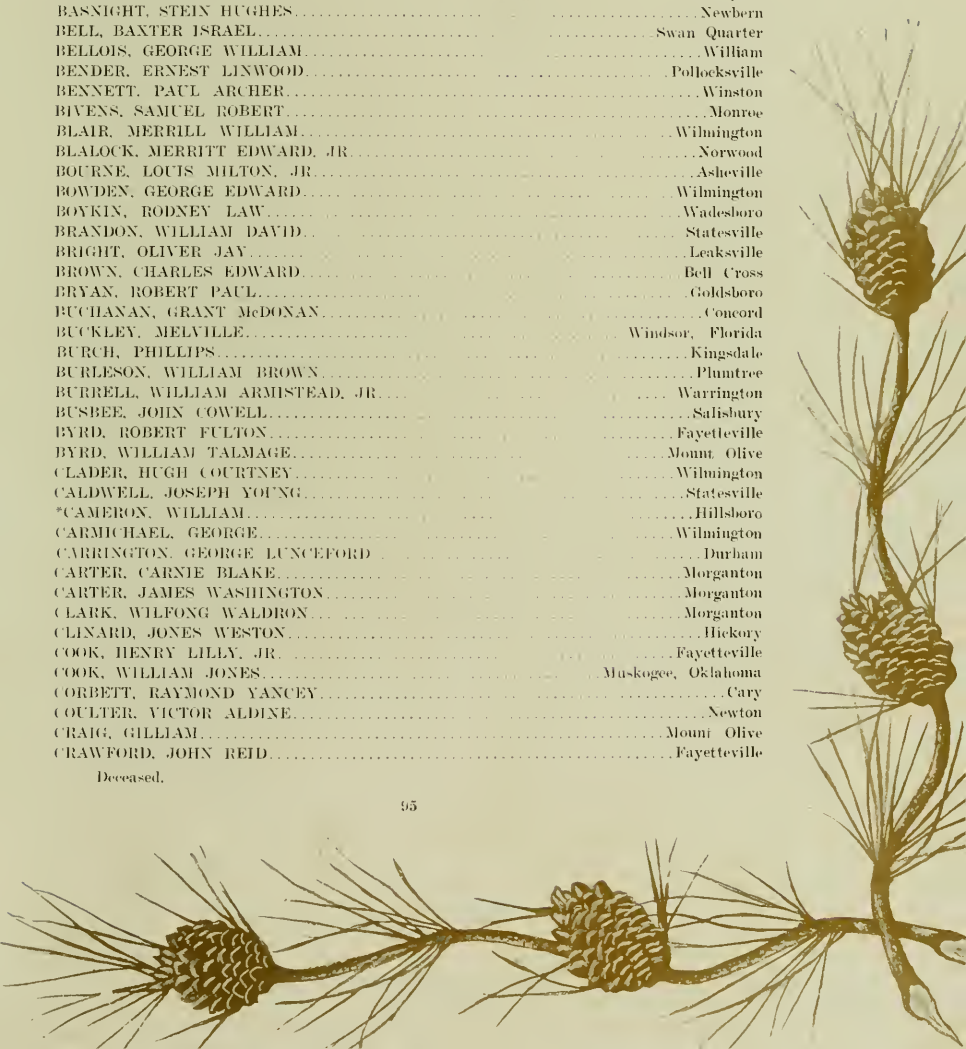 BASNIGHT, STEIN HUGHES Newbern
BELL, BAXTER ISRAEL Swan Quarter
BELLOIS, GEORGE WILLIAM William
BENDER, ERNEST LINWOOD Pollocksville
BENNETT, PAUL ARCHER Winston
BIVENS, SAMUEL ROBERT Monroe
BLAIR, MERRILL WILLIAM Wilmington
BLALOCK, MERRITT EDWARD, JR Norwood
BOURNE, LOUIS MILTON, JR Asheville
BOWDEN, GEORGE EDWARD Wilmington
BOYKIN, RODNEY LAW Wadesboro
BRANDON, WILLIAM DAVID Statesville
BRIGHT, OLIVER JAY Leaksville
BROWN, CHARLES EDWARD Bell Cross
BRYAN, ROBERT PAUL Goldsboro
BUCHANAN, GRANT McDONAN Concord
BUCKLEY, MELVILLE Windsor, Florida
BURCH, PHILLIPS Kingsdale
BURLESON, WILLIAM BROWN Plumtree
BURRELL, WILLIAM ARMISTEAD, JR Warrington
BUSBEE, JOHN COWELL Salisbury
BYRD, ROBERT FULTON Fayetteville
BYRD, WILLIAM TALMAGE Mount Olive
CLADER, HUGH COURTNEY Wilmington
CALDWELL, JOSEPH YOUNG Statesville
*CAMERON, WILLIAM Hillsboro
CARMICHAEL, GEORGE Wilmington
CARRINGTON, GEORGE LUNCEFORD Durham
CARTER, CARNIE BLAKE Morganton
CARTER, JAMES WASHINGTON Morganton
CLARK, WILFONG WALDRON Morganton
CLINARD, JONES WESTON Hickory
COOK, HENRY LILLY, JR Fayetteville
COOK, WILLIAM JONES Muskogee, Oklahoma
CORBETT, RAYMOND YANCEY Cary
COULTER, VICTOR ALDINE Newton
CRAIG, GILLIAM Mount Olive
CRAWFORD, JOHN REID Fayetteville
Deceased.
95